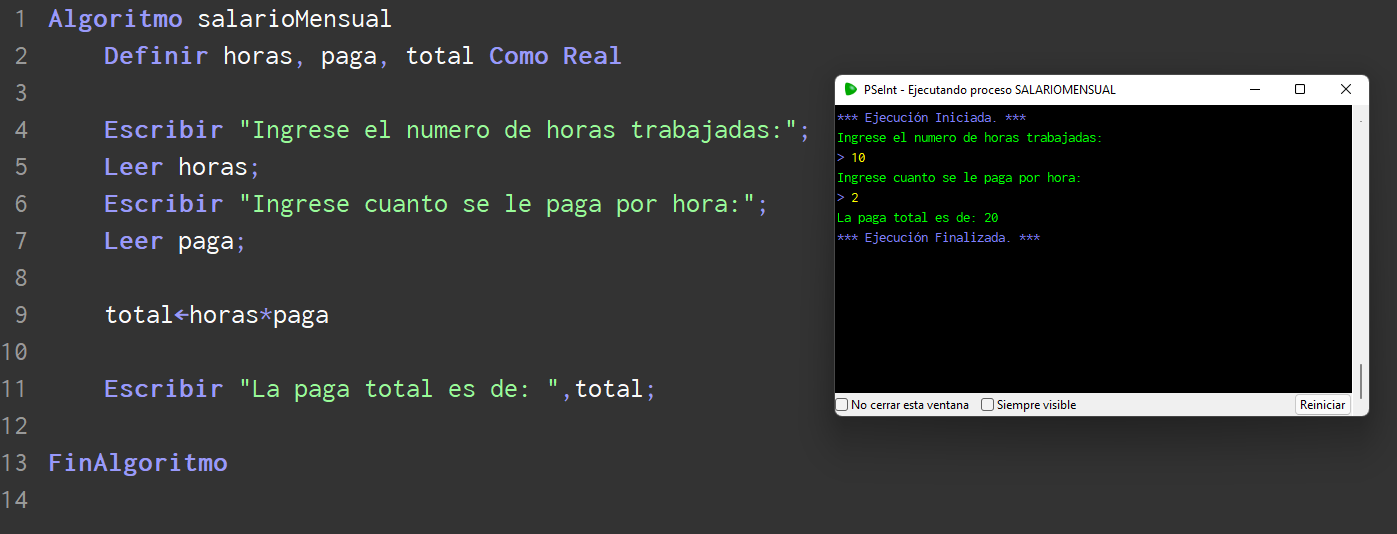 1 Algoritmo salarioMensual
2 Definir horas, paga, total Como Real
3
4 Escribir "Ingrese el numero de horas trabajadas:";
5 Leer horas;
6 Escribir "Ingrese cuanto se le paga por hora:";
7 Leer paga;
8
9 total←horas*paga
10
11 Escribir "La paga total es de: ",total;
12
13 FinAlgoritmo
14
PSeInt - Ejecutando proceso SALARIOMENSUAL
*** Ejecución Iniciada. ***
Ingrese el numero de horas trabajadas:
> 10
Ingrese cuanto se le paga por hora:
> 2
La paga total es de: 20
*** Ejecución Finalizada. ***
No cerrar esta ventana Siempre visible Reiniciar